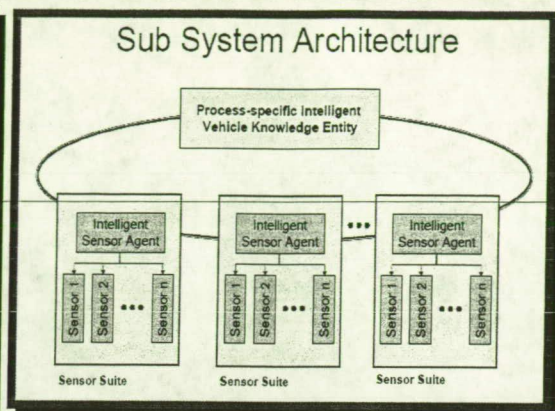 Sub System Architecture
Process-specific Intelligent
Vehicle Knowledge Entity
Intelligent
Sensor Agent
Sensor 1
Sensor 2
•••
Sensor n
Sensor Suite
Intelligent
Sensor Agent
Sensor 1
Sensor 2
•••
Sensor n
Sensor Suite
•••
Intelligent
Sensor Agent
Sensor 1
Sensor 2
•••
Sensor n
Sensor Suite